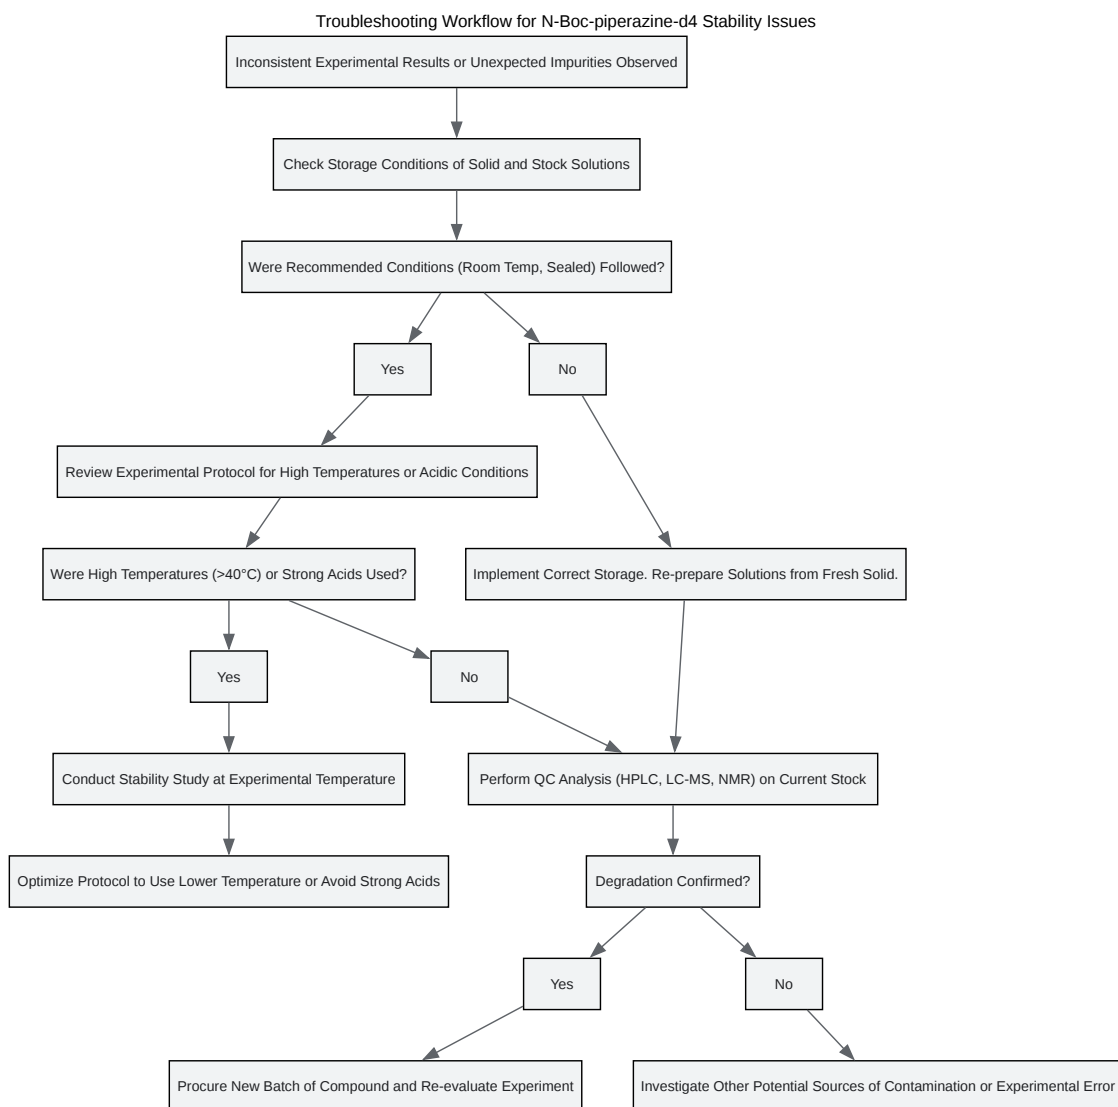 Troubleshooting Workflow for N-Boc-piperazine-d4 Stability Issues
Inconsistent Experimental Results or Unexpected Impurities Observed
Check Storage Conditions of Solid and Stock Solutions
Were Recommended Conditions (Room Temp, Sealed) Followed?
Yes
No
Review Experimental Protocol for High Temperatures or Acidic Conditions
Were High Temperatures (>40°C) or Strong Acids Used?
Implement Correct Storage. Re-prepare Solutions from Fresh Solid.
Yes
No
Conduct Stability Study at Experimental Temperature
Perform QC Analysis (HPLC, LC-MS, NMR) on Current Stock
Optimize Protocol to Use Lower Temperature or Avoid Strong Acids
Degradation Confirmed?
Yes
No
Procure New Batch of Compound and Re-evaluate Experiment
Investigate Other Potential Sources of Contamination or Experimental Error